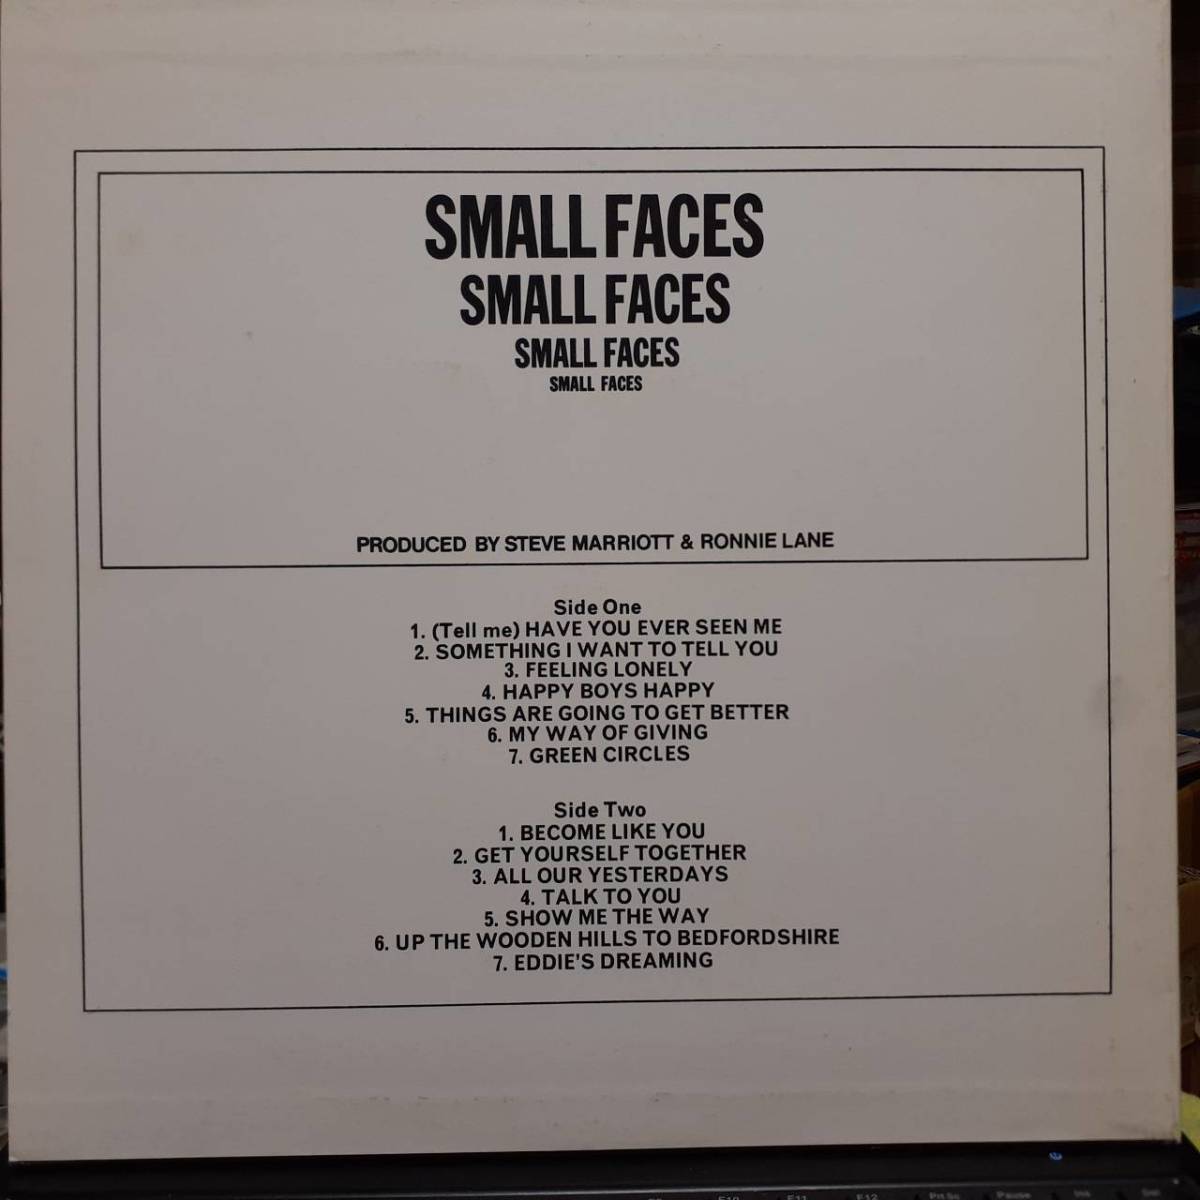 SMALL FACES
SMALL FACES
SMALL FACES
SMALL FACES
PRODUCED BY STEVE MARRIOTT & RONNIE LANE
Side One
1. (Tell me) HAVE YOU EVER SEEN ME
2. SOMETHING I WANT TO TELL YOU
3. FEELING LONELY
4. HAPPY BOYS HAPPY
5. THINGS ARE GOING TO GET BETTER
6. MY WAY OF GIVING
7. GREEN CIRCLES
Side Two
1. BECOME LIKE YOU
2. GET YOURSELF TOGETHER
3. ALL OUR YESTERDAYS
4. TALK TO YOU
5. SHOW ME THE WAY
6. UP THE WOODEN HILLS TO BEDFORDSHIRE
7. EDDIE'S DREAMING
F10 F11 F12 Pause